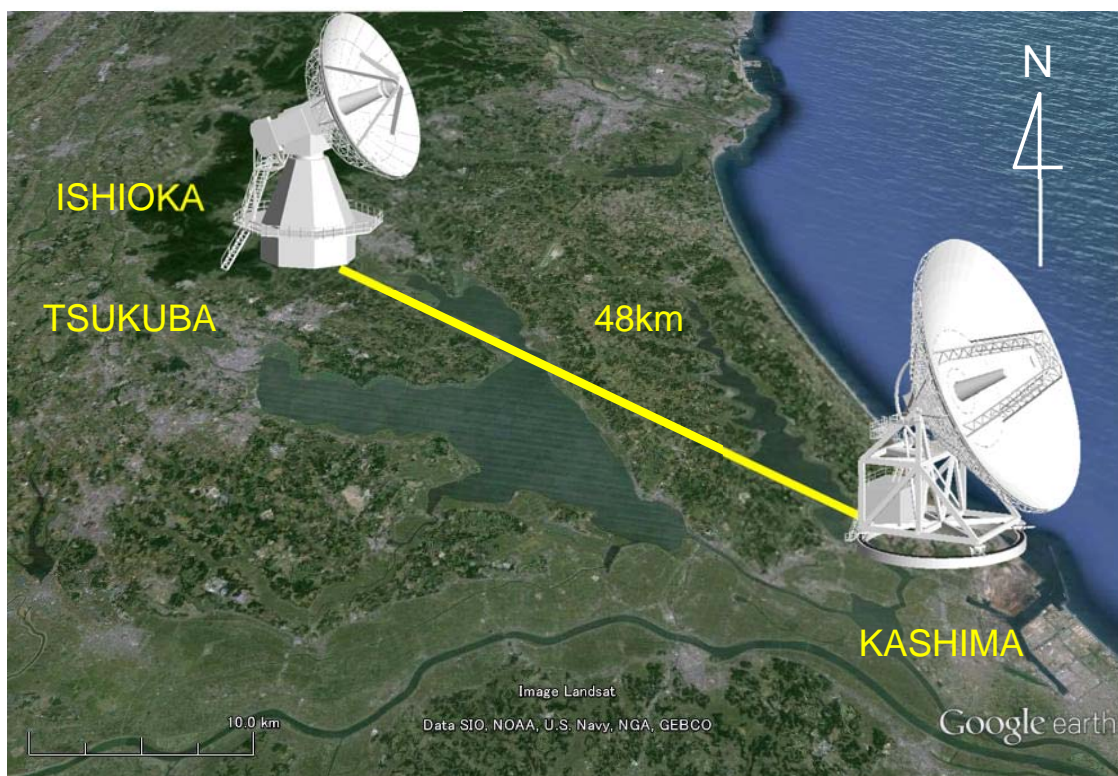 N
ISHIOKA
TSUKUBA
48km
KASHIMA
Image Landsat
10.0 km
Data SIO, NOAA, U.S. Navy, NGA, GEBCO
Google earth